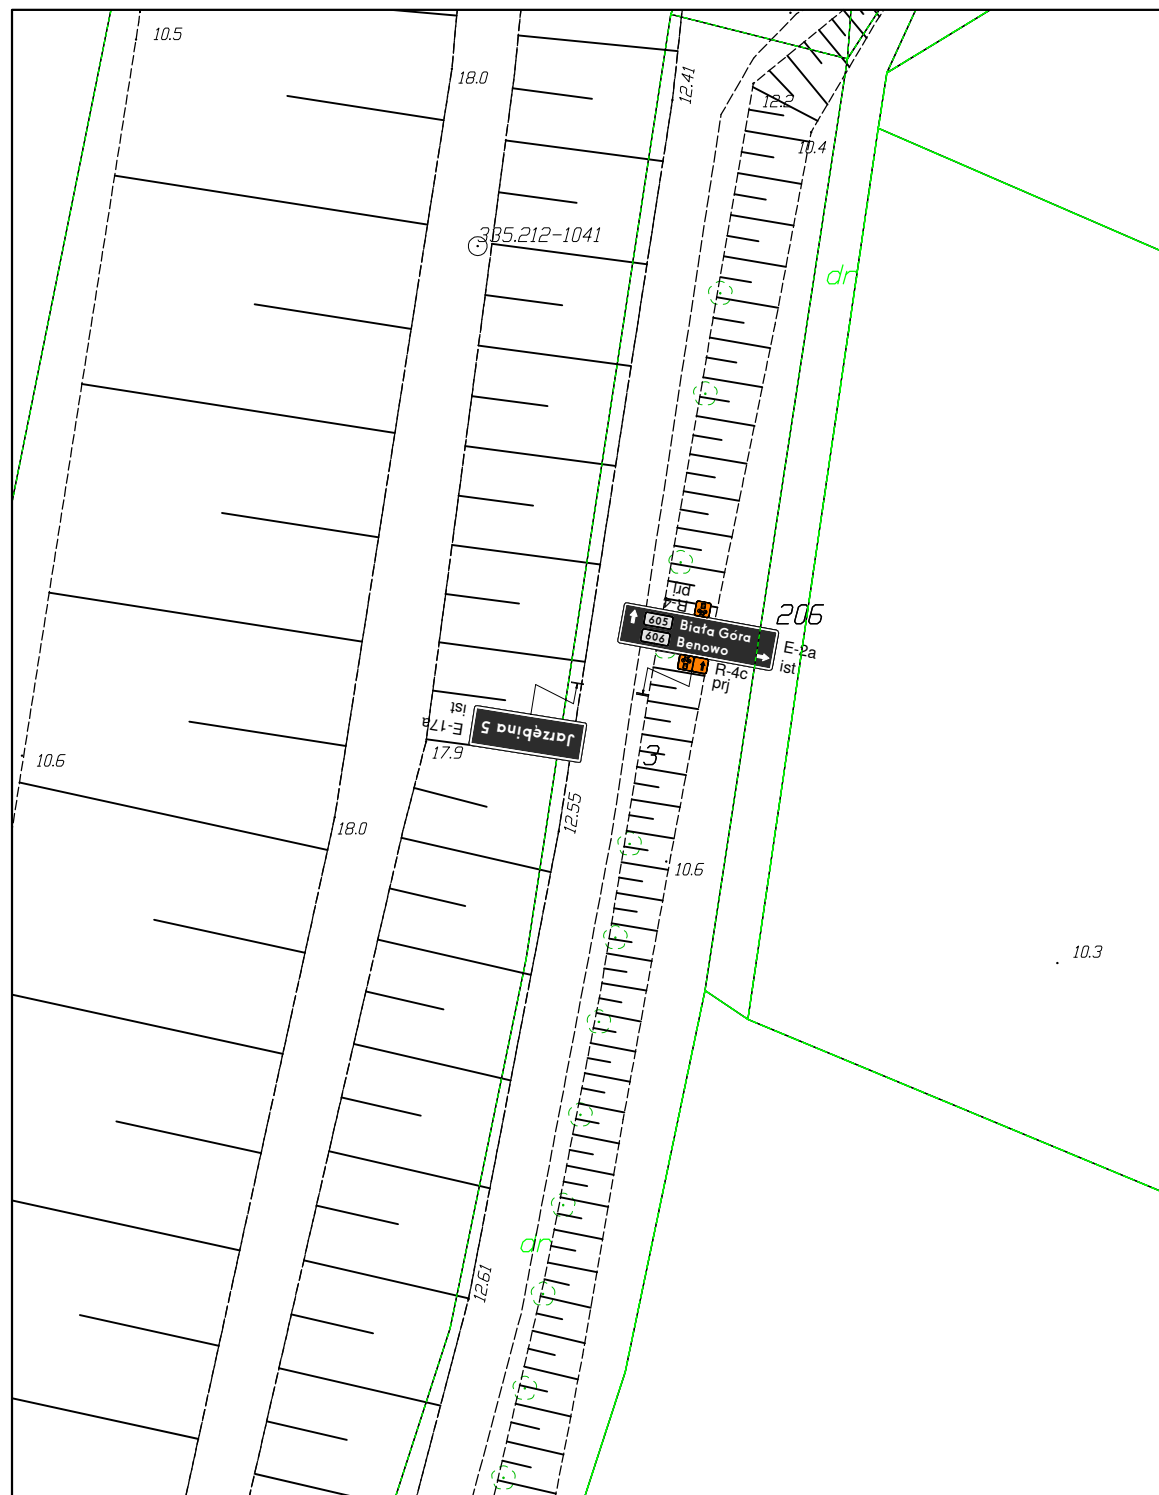 10.5
18.0
12.41
12.2
10.4
335.212-1041
dr
prj
R-4
206
605 Biała Góra
606 Benowo
E-2a
ist
R-4c
prj
ist
E-17a
Jarzębina 5
17.9
3
10.6
12.55
18.0
10.6
10.3
dr
12.61